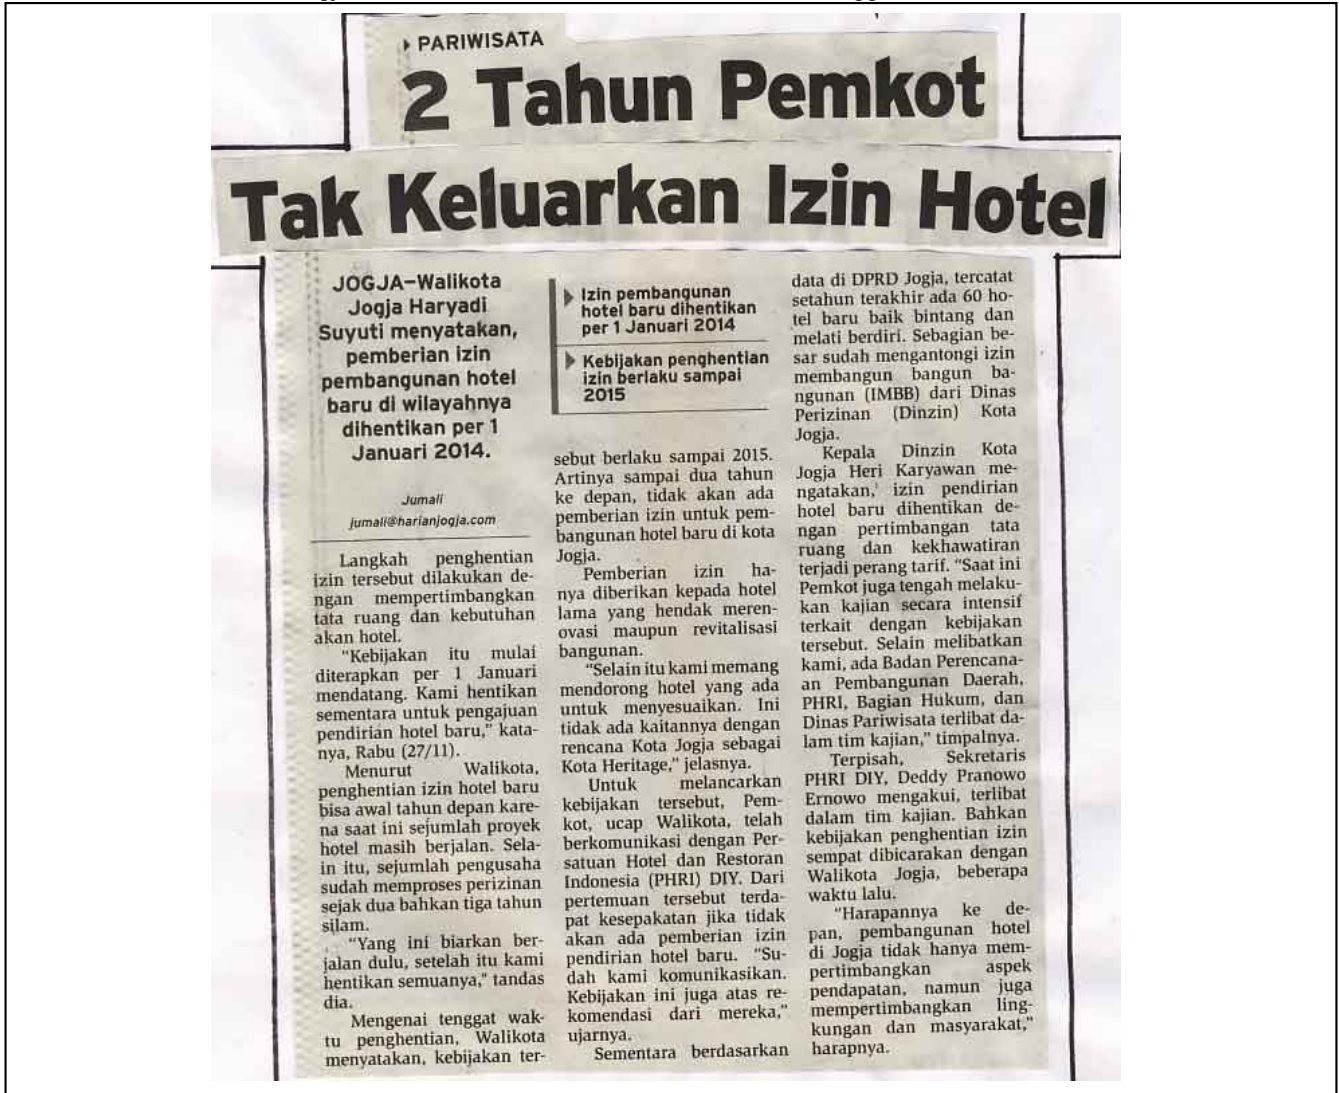 PARIWISATA
2 Tahun Pemkot
Tak Keluarkan Izin Hotel
JOGJA–Walikota
Jogja Haryadi
Suyuti menyatakan,
pemberian izin
pembangunan hotel
baru di wilayahnya
dihentikan per 1
Januari 2014.
Jumali
jumali@harianjogja.com
Langkah penghentian
izin tersebut dilakukan de-
ngan mempertimbangkan
tata ruang dan kebutuhan
akan hotel.
"Kebijakan itu mulai
diterapkan per 1 Januari
mendatang. Kami hentikan
sementara untuk pengajuan
pendirian hotel baru," kata-
nya, Rabu (27/11).
Menurut Walikota,
penghentian izin hotel baru
bisa awal tahun depan kare-
na saat ini sejumlah proyek
hotel masih berjalan. Sela-
in itu, sejumlah pengusaha
sudah memproses perizinan
sejak dua bahkan tiga tahun
silam.
"Yang ini biarkan ber-
jalan dulu, setelah itu kami
hentikan semuanya," tandas
dia.
Mengenai tenggat wak-
tu penghentian, Walikota
menyatakan, kebijakan ter-
Izin pembangunan
hotel baru dihentikan
per 1 Januari 2014
Kebijakan penghentian
izin berlaku sampai
2015
sebut berlaku sampai 2015.
Artinya sampai dua tahun
ke depan, tidak akan ada
pemberian izin untuk pem-
bangunan hotel baru di kota
Jogja.
Pemberian izin ha-
nya diberikan kepada hotel
lama yang hendak meren-
ovasi maupun revitalisasi
bangunan.
"Selain itu kami memang
mendorong hotel yang ada
untuk menyesuaikan. Ini
tidak ada kaitannya dengan
rencana Kota Jogja sebagai
Kota Heritage," jelasnya.
Untuk melancarkan
kebijakan tersebut, Pem-
kot, ucap Walikota, telah
berkomunikasi dengan Per-
satuan Hotel dan Restoran
Indonesia (PHRI) DIY. Dari
pertemuan tersebut terda-
pat kesepakatan jika tidak
akan ada pemberian izin
pendirian hotel baru. "Su-
dah kami komunikasikan.
Kebijakan ini juga atas re-
komendasi dari mereka,"
ujarnya.
Sementara berdasarkan
data di DPRD Jogja, tercatat
setahun terakhir ada 60 ho-
tel baru baik bintang dan
melati berdiri. Sebagian be-
sar sudah mengantongi izin
membangun bangun ba-
ngunan (IMBB) dari Dinas
Perizinan (Dinzin) Kota
Jogja.
Kepala Dinzin Kota
Jogja Heri Karyawan me-
ngatakan, izin pendirian
hotel baru dihentikan de-
ngan pertimbangan tata
ruang dan kekhawatiran
terjadi perang tarif. "Saat ini
Pemkot juga tengah melaku-
kan kajian secara intensif
terkait dengan kebijakan
tersebut. Selain melibatkan
kami, ada Badan Perencana-
an Pembangunan Daerah,
PHRI, Bagian Hukum, dan
Dinas Pariwisata terlibat da-
lam tim kajian," timpalnya.
Terpisah, Sekretaris
PHRI DIY, Deddy Pranowo
Ernowo mengakui, terlibat
dalam tim kajian. Bahkan
kebijakan penghentian izin
sempat dibicarakan dengan
Walikota Jogja, beberapa
waktu lalu.
"Harapannya ke de-
pan, pembangunan hotel
di Jogja tidak hanya mem-
pertimbangkan aspek
pendapatan, namun juga
mempertimbangkan ling-
kungan dan masyarakat,"
harapnya.